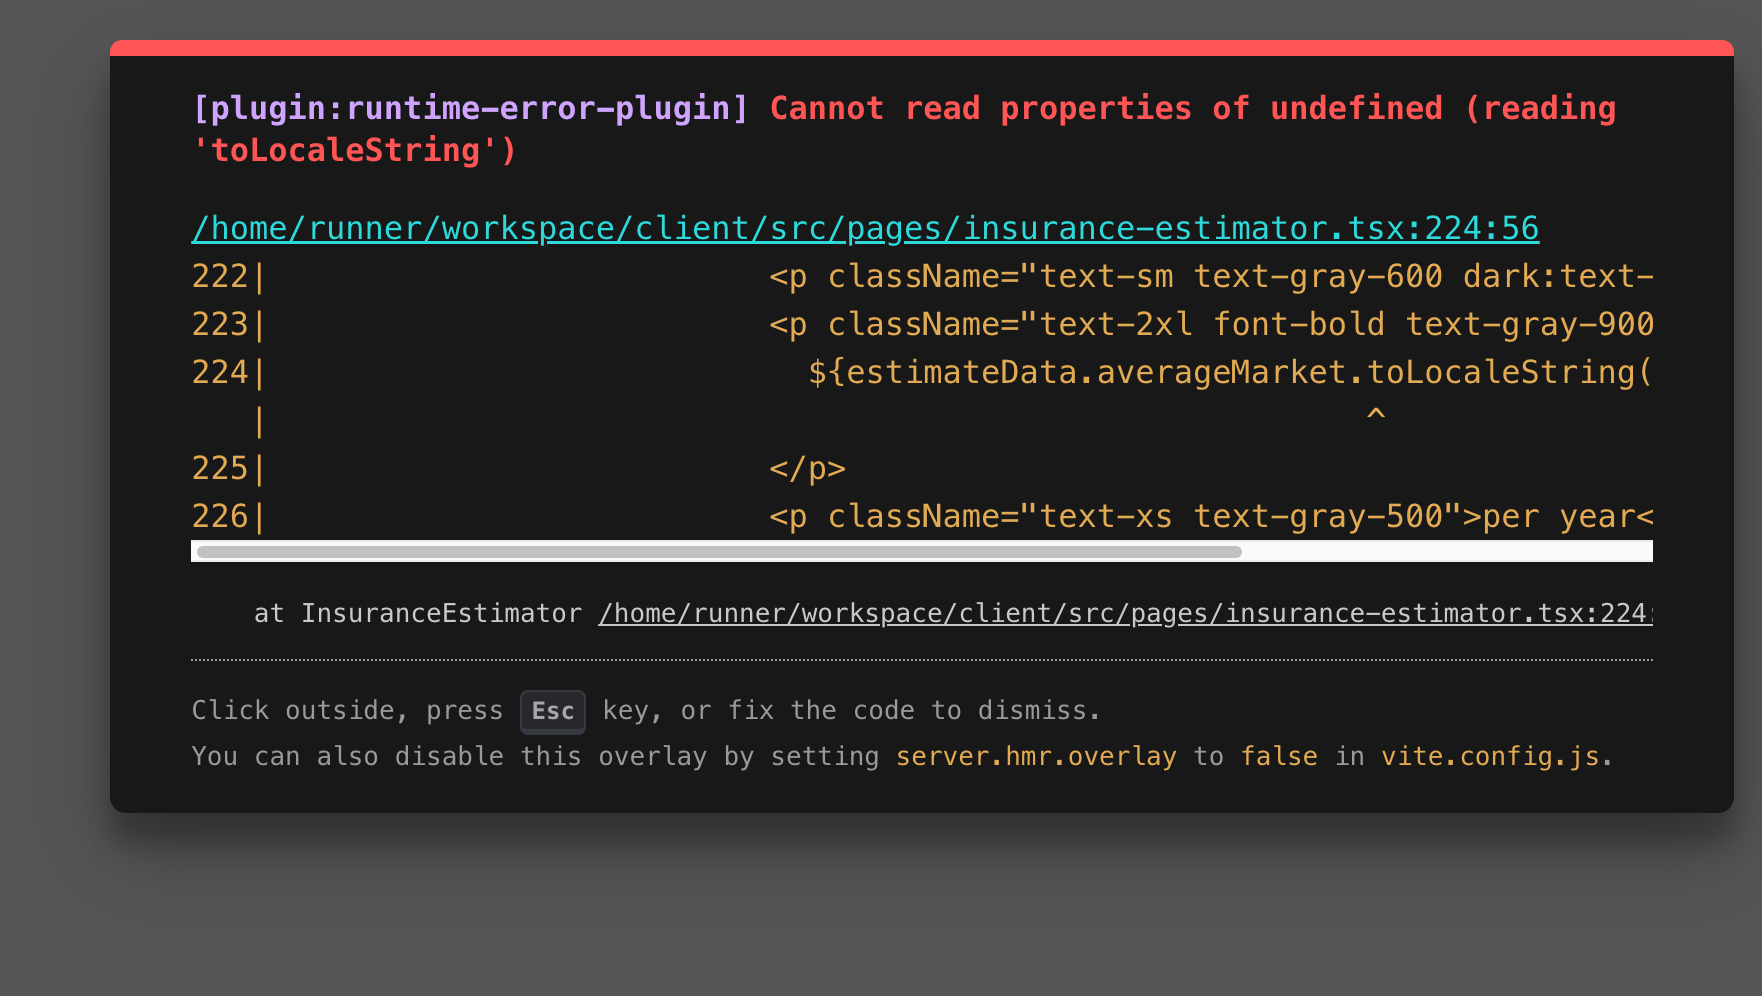 [plugin:runtime-error-plugin] Cannot read properties of undefined (reading
'toLocaleString')
/home/runner/workspace/client/src/pages/insurance-estimator.tsx:224:56
222|                          <p className="text-sm text-gray-600 dark:text-
223|                          <p className="text-2xl font-bold text-gray-900
224|                            ${estimateData.averageMarket.toLocaleString(
   |                                                         ^
225|                          </p>
226|                          <p className="text-xs text-gray-500">per year<
at InsuranceEstimator /home/runner/workspace/client/src/pages/insurance-estimator.tsx:224:
Click outside, press Esc key, or fix the code to dismiss.
You can also disable this overlay by setting server.hmr.overlay to false in vite.config.js.